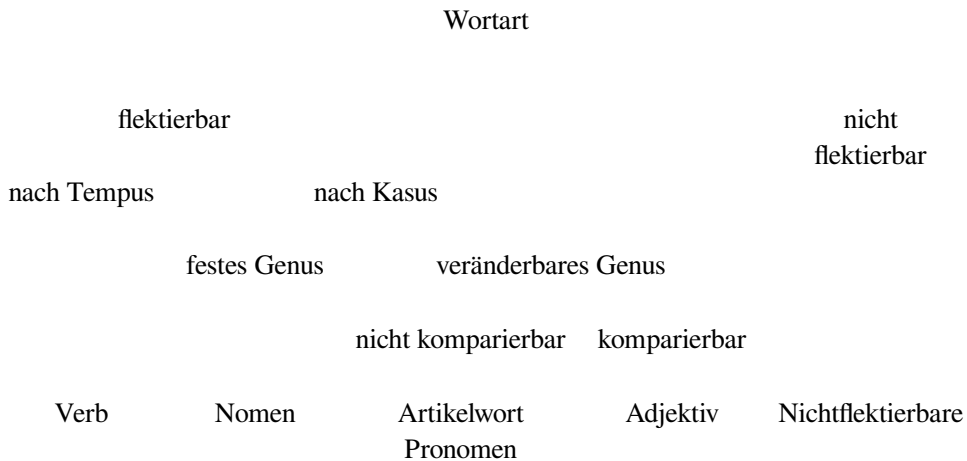 Wortart
flektierbar
nicht
flektierbar
nach Tempus nach Kasus
festes Genus veränderbares Genus
nicht komparierbar komparierbar
Verb Nomen Artikelwort Adjektiv Nichtflektierbare
Pronomen